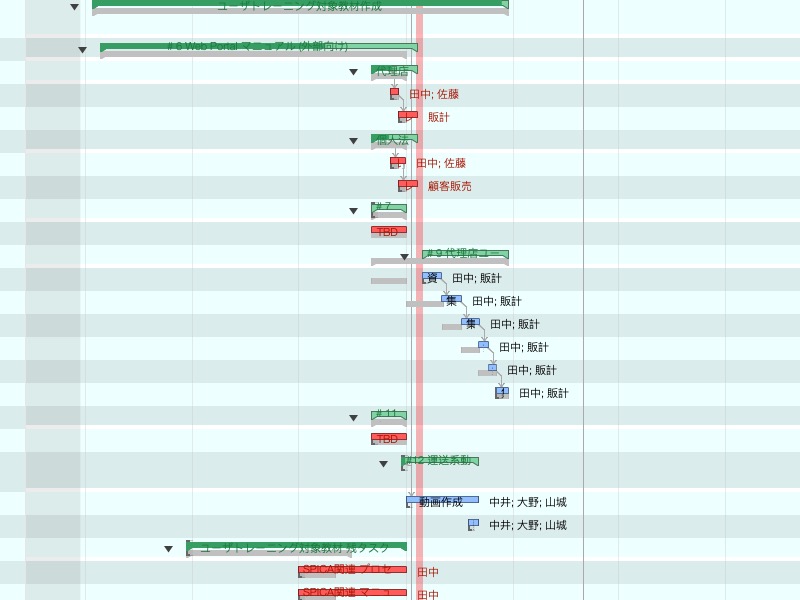 ユーザトレーニング対象教材作成
# 6 Web Portal マニュアル (外部向け)
代理店
田中; 佐藤
販計
個人法
田中; 佐藤
顧客販売
# 7
TBD
# 9 代理店ユー
資 田中; 販計
集 田中; 販計
集 田中; 販計
田中; 販計
田中; 販計
田中; 販計
# 11
TBD
#12 運送系動
動画作成 中井; 大野; 山城
中井; 大野; 山城
ユーザトレーニング対象教材 残タスク
SPICA関連 プロセ 田中
SPICA関連 マニュ 田中